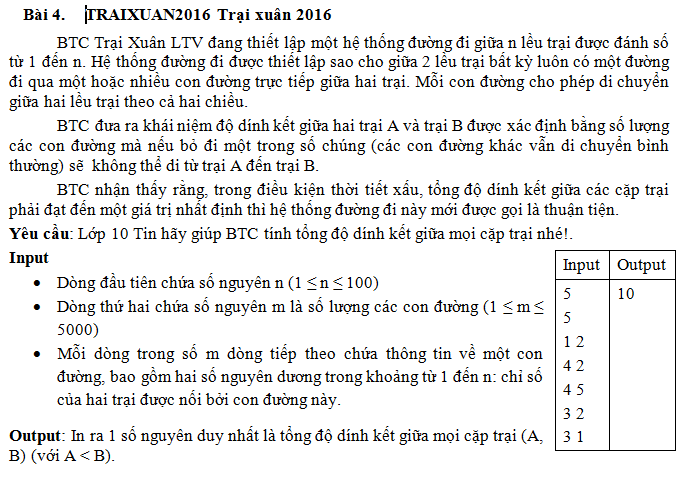 Bài 4. TRAIXUAN2016 Trại xuân 2016
BTC Trại Xuân LTV đang thiết lập một hệ thống đường đi giữa n lều trại được đánh số
từ 1 đến n. Hệ thống đường đi được thiết lập sao cho giữa 2 lều trại bất kỳ luôn có một đường
đi qua một hoặc nhiều con đường trực tiếp giữa hai trại. Mỗi con đường cho phép di chuyển
giữa hai lều trại theo cả hai chiều.
BTC đưa ra khái niệm độ dính kết giữa hai trại A và trại B được xác định bằng số lượng
các con đường mà nếu bỏ đi một trong số chúng (các con đường khác vẫn di chuyển bình
thường) sẽ không thể di từ trại A đến trại B.
BTC nhận thấy rằng, trong điều kiện thời tiết xấu, tổng độ dính kết giữa các cặp trại
phải đạt đến một giá trị nhất định thì hệ thống đường đi này mới được gọi là thuận tiện.
Yêu cầu: Lớp 10 Tin hãy giúp BTC tính tổng độ dính kết giữa mọi cặp trại nhé!.
Input
• Dòng đầu tiên chứa số nguyên n (1 ≤ n ≤ 100)
• Dòng thứ hai chứa số nguyên m là số lượng các con đường (1 ≤ m ≤
5000)
• Mỗi dòng trong số m dòng tiếp theo chứa thông tin về một con
đường, bao gồm hai số nguyên dương trong khoảng từ 1 đến n: chỉ số
của hai trại được nối bởi con đường này.
Output: In ra 1 số nguyên duy nhất là tổng độ dính kết giữa mọi cặp trại (A,
B) (với A < B).
Input Output
5 10
5
1 2
4 2
4 5
3 2
3 1